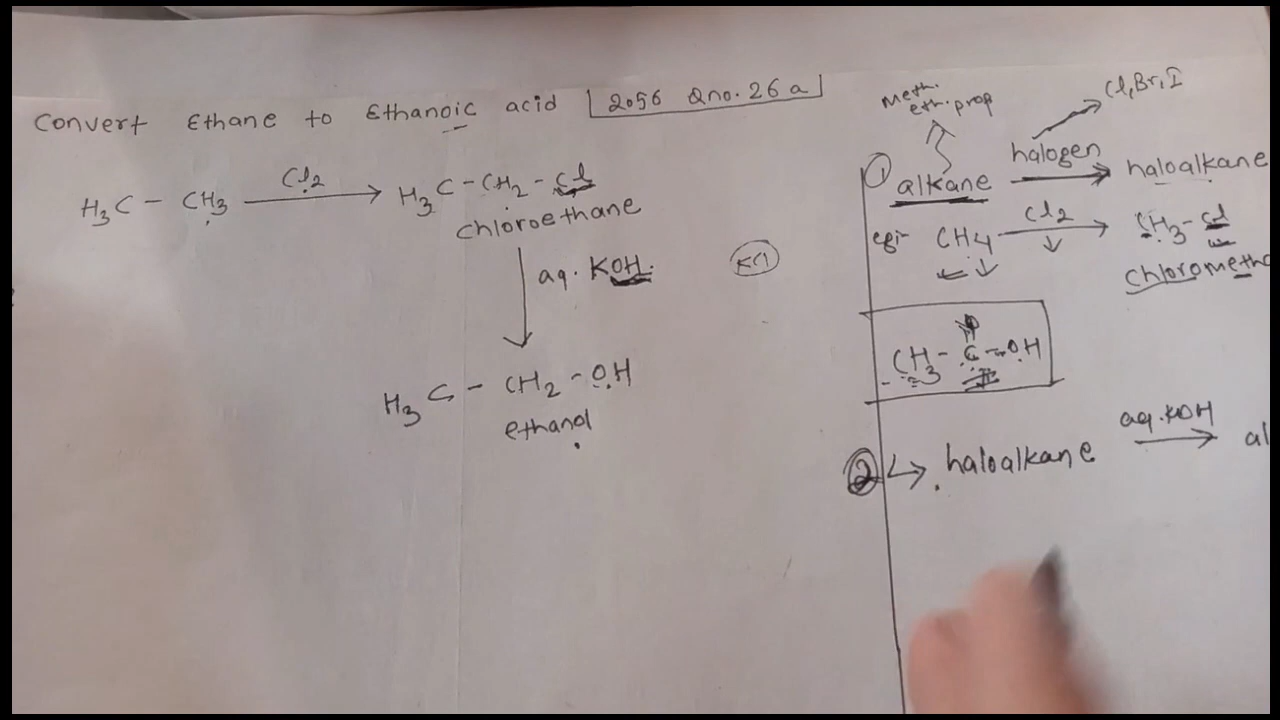 Convert Ethane to Ethanoic acid 2056 Qno. 26 a
H3C - CH3 Cl2 → H3C - CH2 - Cl
chloroethane
aq. KOH.
KCl
H3C - CH2 - OH
ethanol
Meth.
eth. prop
Cl, Br, I
① alkane halogen → haloalkane
eg:- CH4 Cl2 → CH3 - Cl
Chlorometha
CH3 - C - OH
② ↳ haloalkane aq. KOH → al